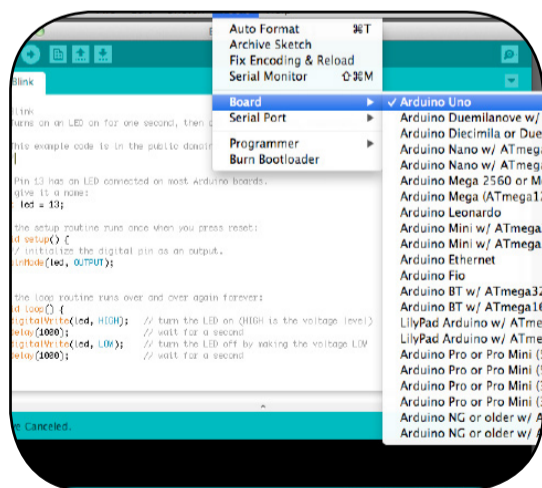 Auto Format ⌘T
Archive Sketch
Fix Encoding & Reload
Serial Monitor ⇧⌘M
Board
Serial Port
Programmer
Burn Bootloader
✓ Arduino Uno
Arduino Duemilanove w/
Arduino Diecimila or Due
Arduino Nano w/ ATmega
Arduino Nano w/ ATmega
Arduino Mega 2560 or M
Arduino Mega (ATmega12
Arduino Leonardo
Arduino Mini w/ ATmega
Arduino Mini w/ ATmega
Arduino Ethernet
Arduino Fio
Arduino BT w/ ATmega32
Arduino BT w/ ATmega16
LilyPad Arduino w/ ATme
LilyPad Arduino w/ ATme
Arduino Pro or Pro Mini (
Arduino Pro or Pro Mini (
Arduino Pro or Pro Mini (
Arduino Pro or Pro Mini (
Arduino NG or older w/ A
Arduino NG or older w/ A
Blink
link
urns on an LED on for one second, then
his example code is in the public domain
Pin 13 has an LED connected on most Arduino boards.
give it a name:
led = 13;
the setup routine runs once when you press reset:
d setup() {
// initialize the digital pin as an output.
inMode(led, OUTPUT);
the loop routine runs over and over again forever:
d loop() {
igitalWrite(led, HIGH); // turn the LED on (HIGH is the voltage level)
elay(1000); // wait for a second
igitalWrite(led, LOW); // turn the LED off by making the voltage LOW
elay(1000); // wait for a second
e Canceled.